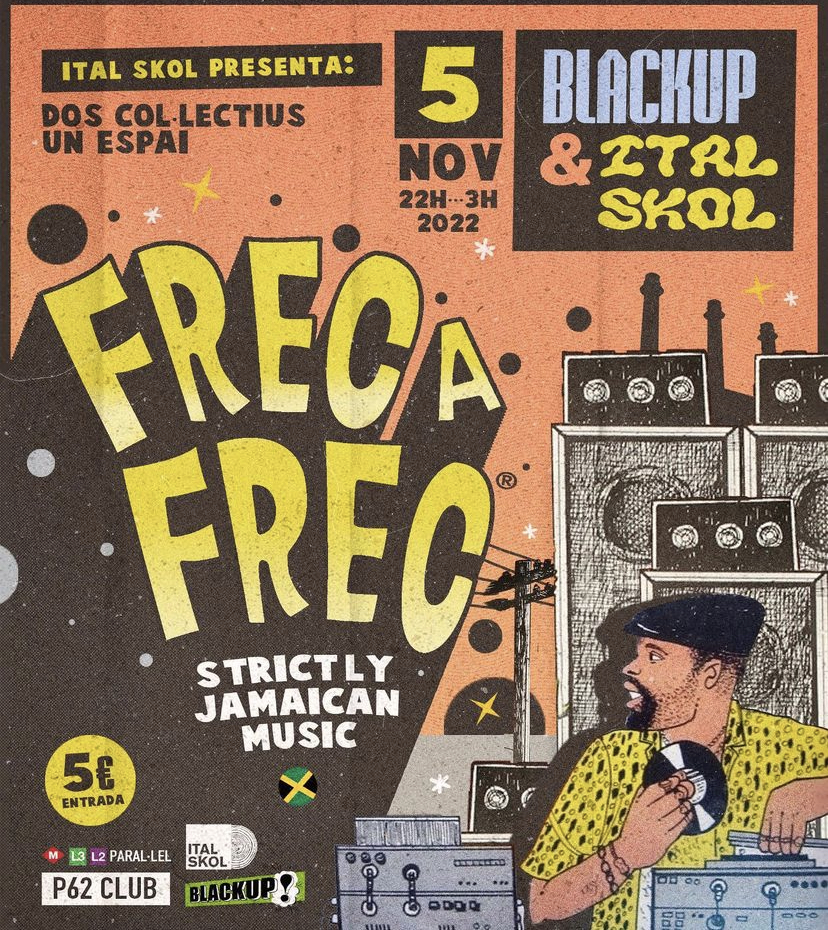 ITAL SKOL PRESENTA:
DOS COL·LECTIUS
UN ESPAI
5
NOV
22H···3H
2022
BLACKUP
& ITAL
SKOL
FREC A
FREC®
STRICTLY
JAMAICAN
MUSIC
5€
ENTRADA
M L3 L2 PARAL·LEL
P62 CLUB
ITAL
SKOL
BLACKUP!